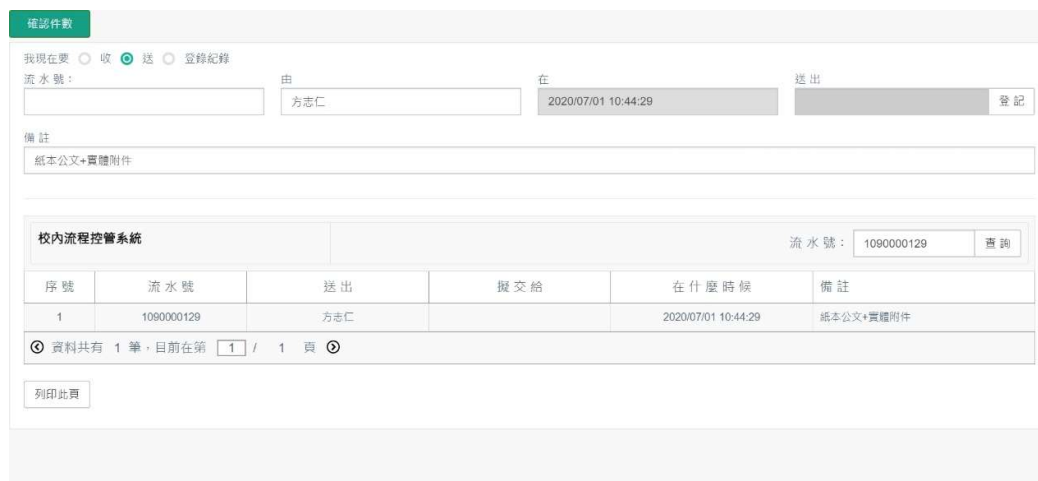 確認件數
我現在要 收 送 登錄紀錄
流水號： 由 在 送出
方志仁 2020/07/01 10:44:29 登記
備註
紙本公文+實體附件
校內流程控管系統 流水號： 1090000129 查詢
序號 流水號 送出 擬交給 在什麼時候 備註
1 1090000129 方志仁 2020/07/01 10:44:29 紙本公文+實體附件
資料共有 1 筆，目前在第 1 / 1 頁
列印此頁